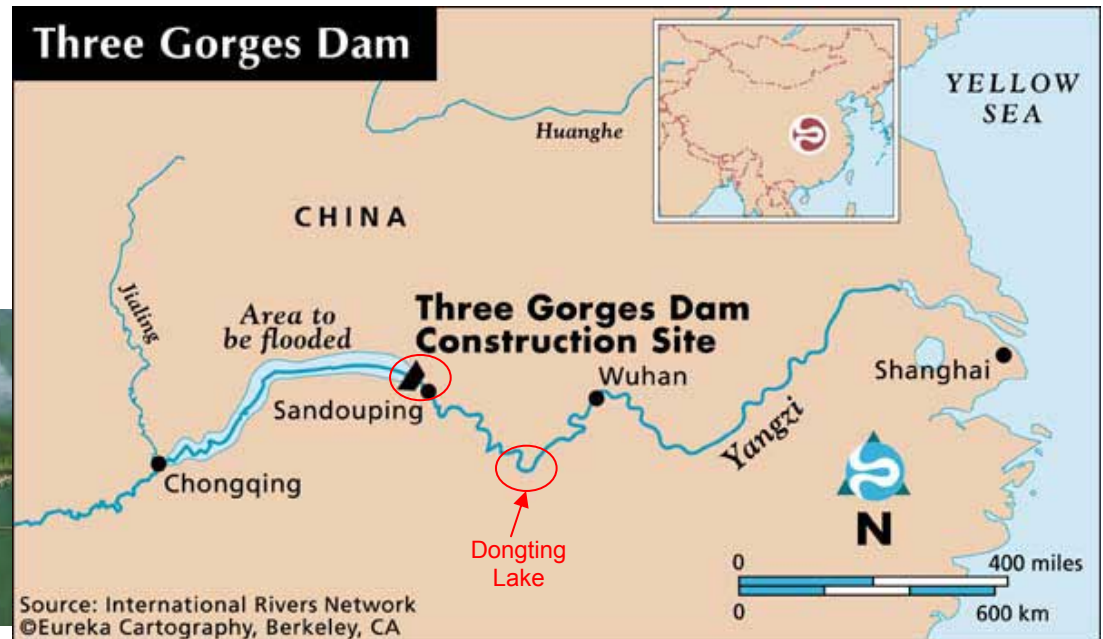 Three Gorges Dam
YELLOW
SEA
Huanghe
CHINA
Jialing
Area to
be flooded
Three Gorges Dam
Construction Site
Wuhan
Shanghai
Sandouping
Yangzi
Chongqing
N
Dongting
Lake
0 400 miles
0 600 km
Source: International Rivers Network
©Eureka Cartography, Berkeley, CA